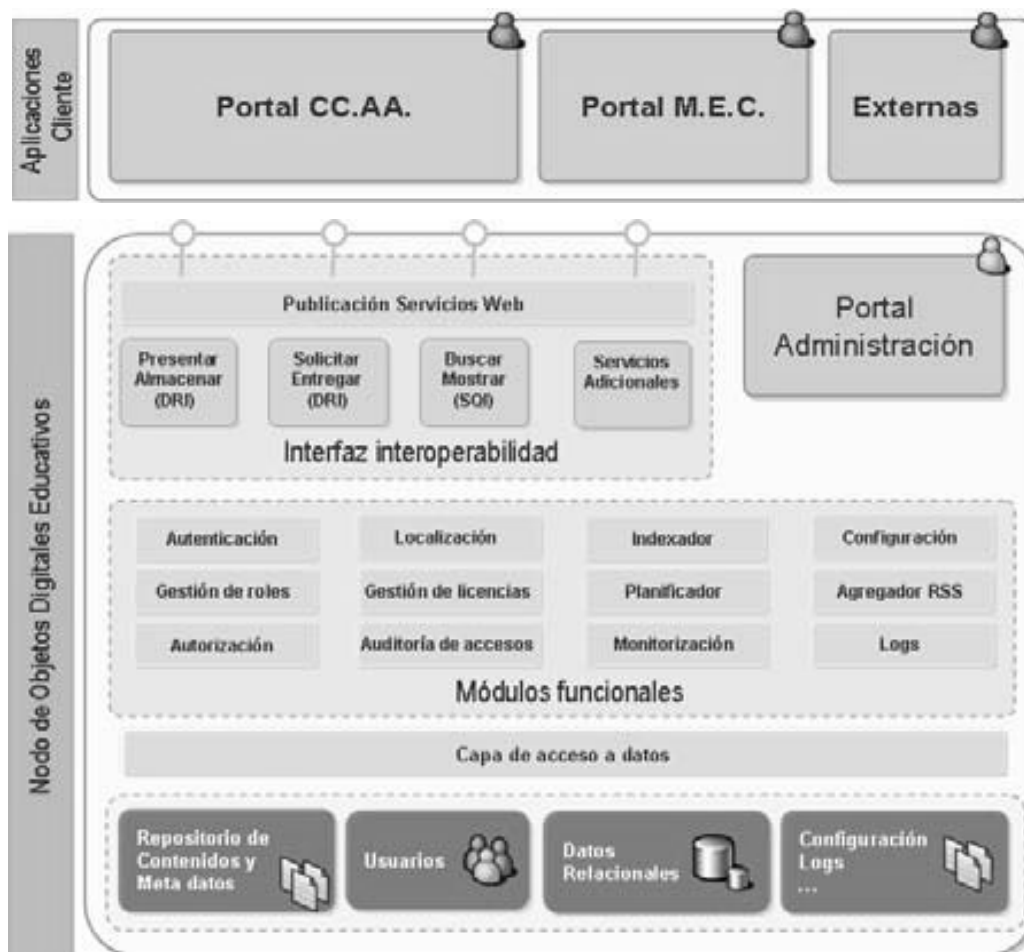 Aplicaciones
Cliente
Portal CC.AA.
Portal M.E.C.
Externas
Nodo de Objetos Digitales Educativos
Publicación Servicios Web
Presentar
Almacenar
(DRI)
Solicitar
Entregar
(DRI)
Buscar
Mostrar
(SQI)
Servicios
Adicionales
Interfaz interoperabilidad
Portal
Administración
Autenticación
Localización
Indexador
Configuración
Gestión de roles
Gestión de licencias
Planificador
Agregador RSS
Autorización
Auditoría de accesos
Monitorización
Logs
Módulos funcionales
Capa de acceso a datos
Repositorio de
Contenidos y
Meta datos
Usuarios
Datos
Relacionales
Configuración
Logs
...